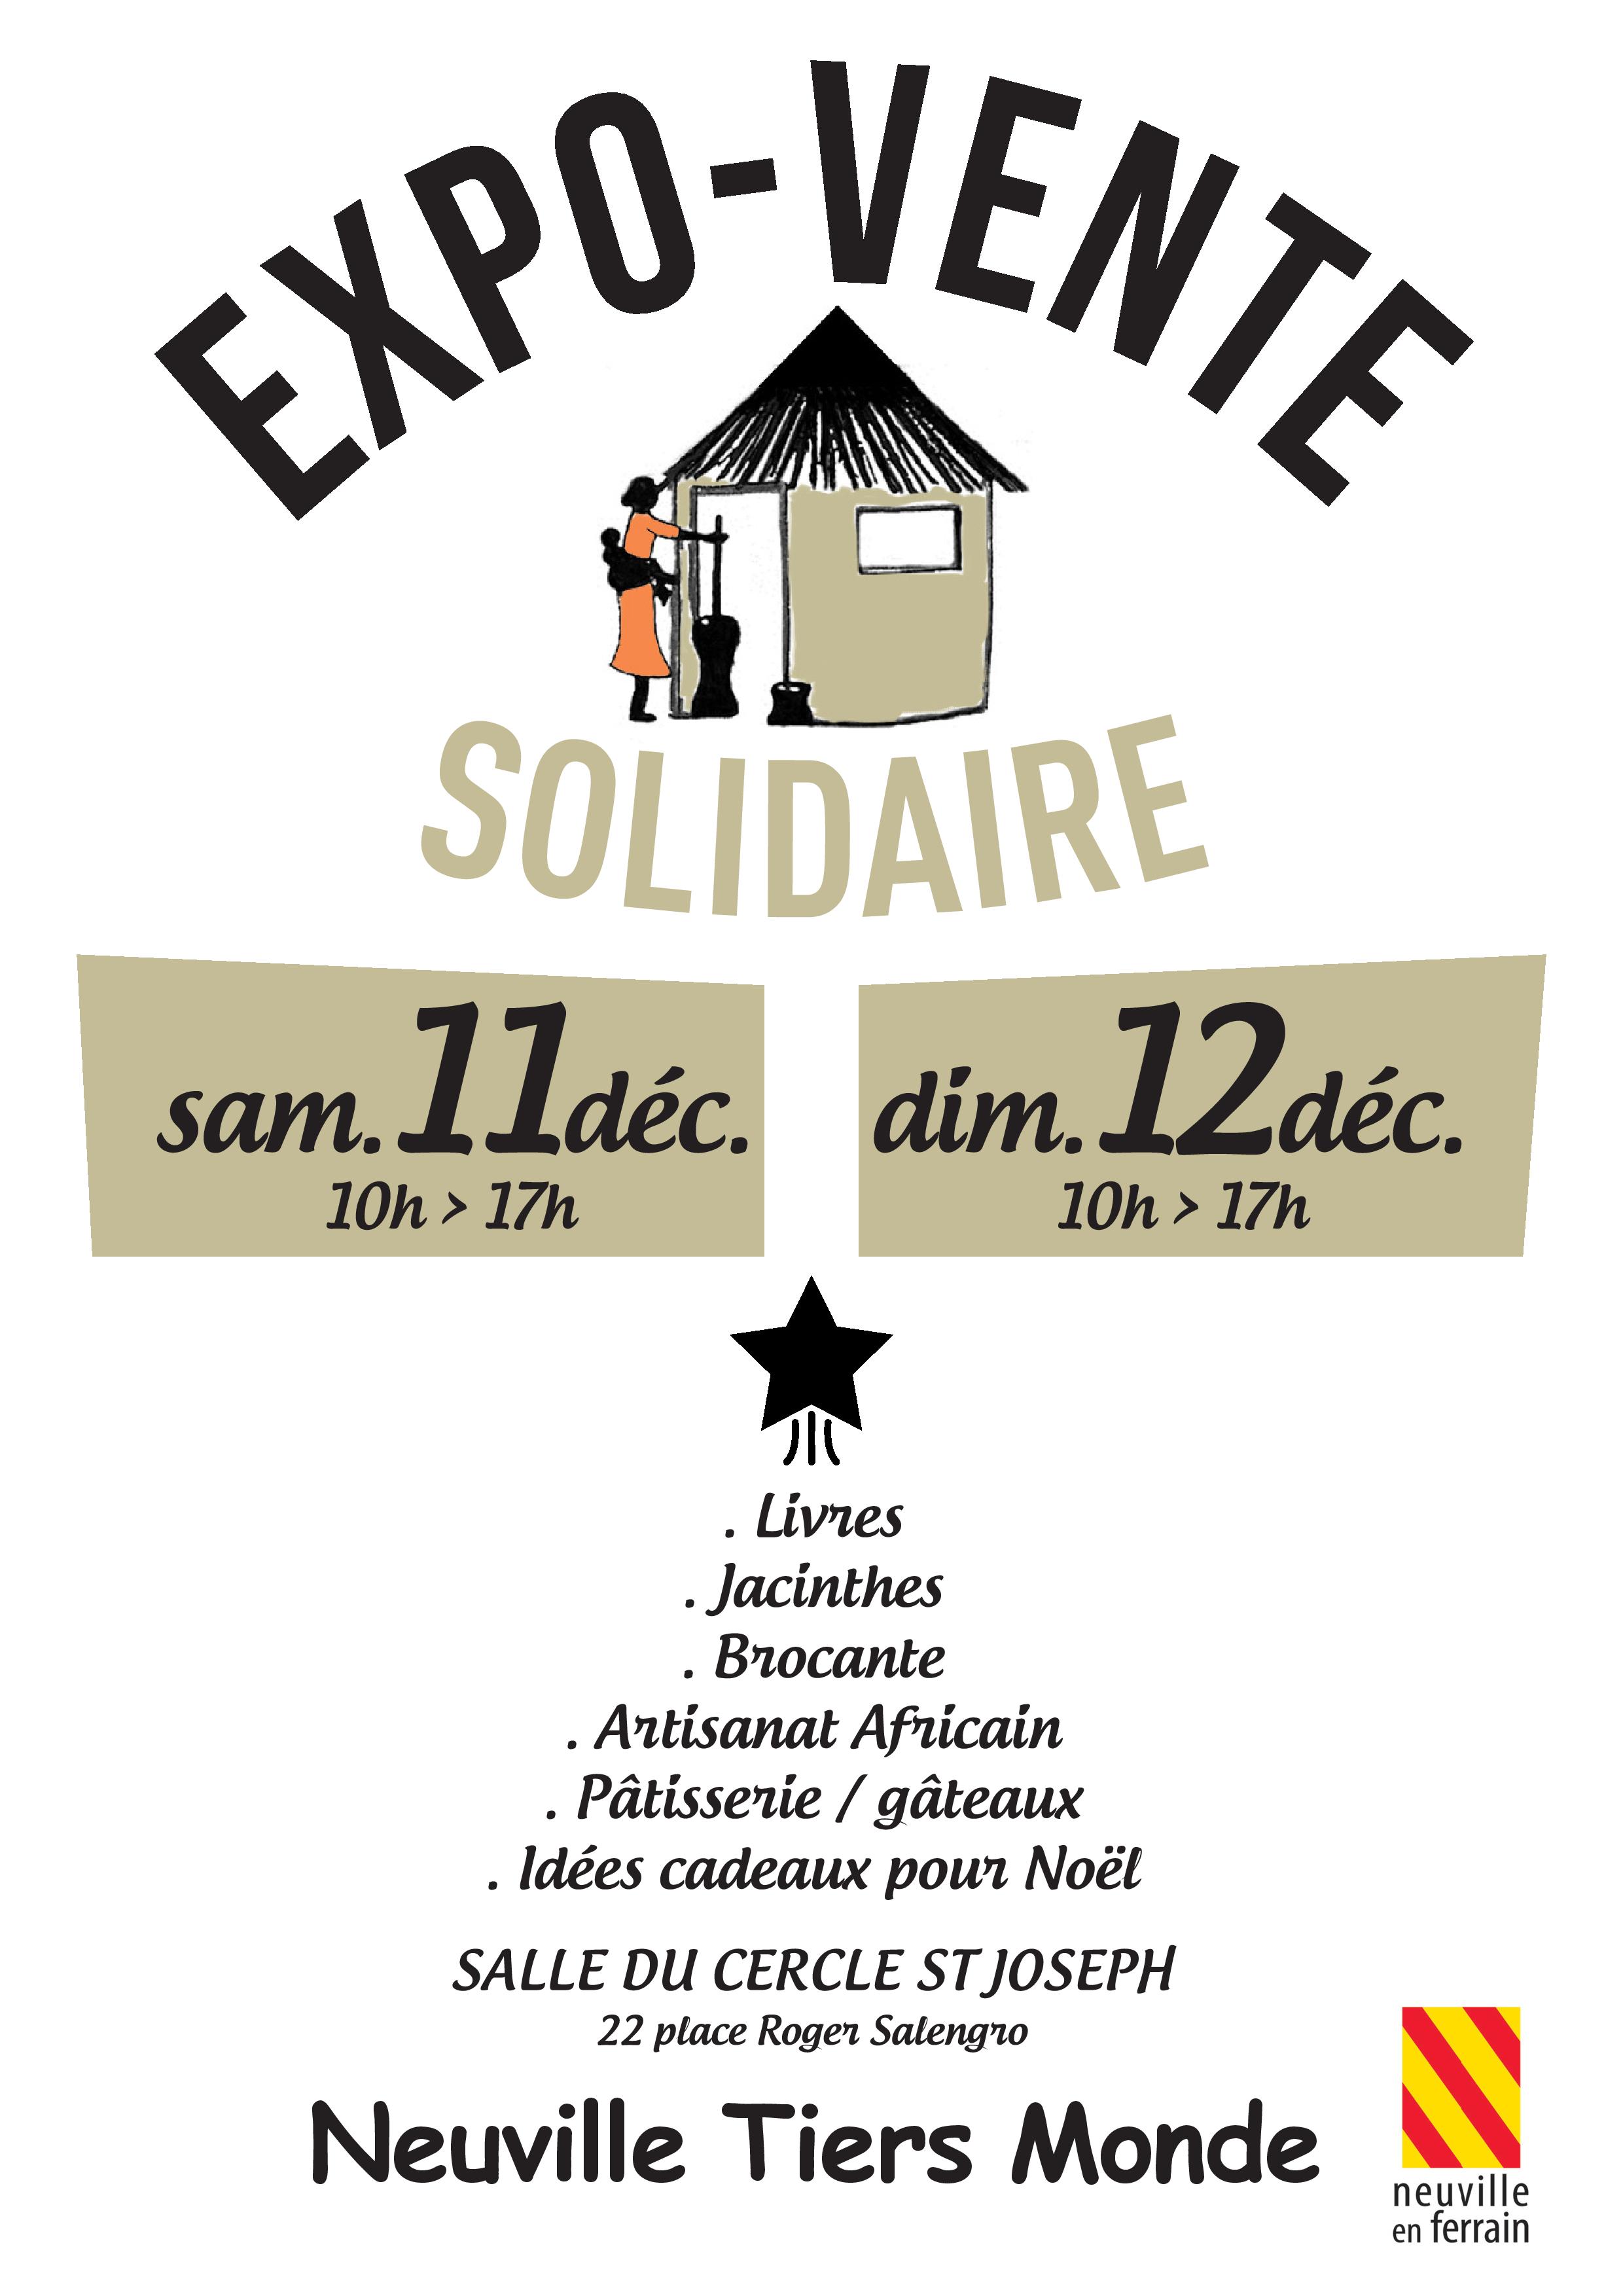 EXPO-VENTE
SOLIDAIRE
sam. 11 déc.
10h > 17h
dim. 12 déc.
10h > 17h
. Livres
. Jacinthes
. Brocante
. Artisanat Africain
. Pâtisserie / gâteaux
. Idées cadeaux pour Noël
SALLE DU CERCLE ST JOSEPH
22 place Roger Salengro
Neuville Tiers Monde
neuville
en ferrain